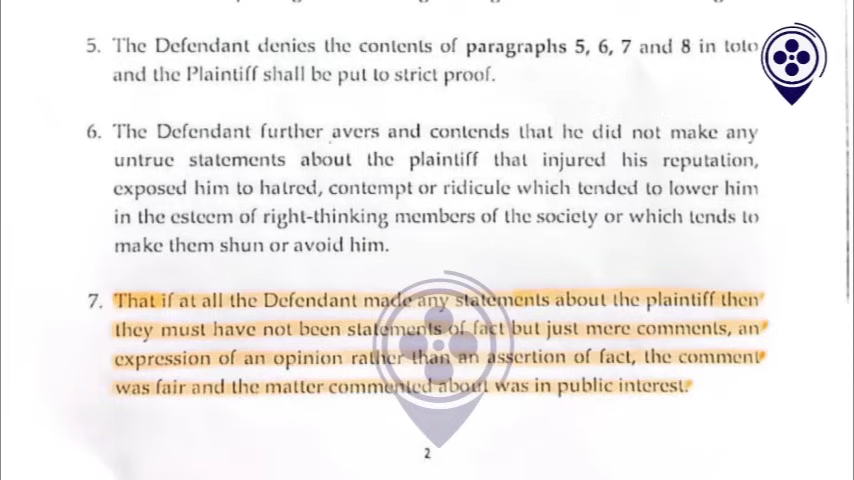 5. The Defendant denies the contents of paragraphs 5, 6, 7 and 8 in toto
and the Plaintiff shall be put to strict proof.
6. The Defendant further avers and contends that he did not make any
untrue statements about the plaintiff that injured his reputation,
exposed him to hatred, contempt or ridicule which tended to lower him
in the esteem of right-thinking members of the society or which tends to
make them shun or avoid him.
7. That if at all the Defendant made any statements about the plaintiff then
they must have not been statements of fact but just mere comments, an
expression of an opinion rather than an assertion of fact, the comment
was fair and the matter commented about was in public interest.
2